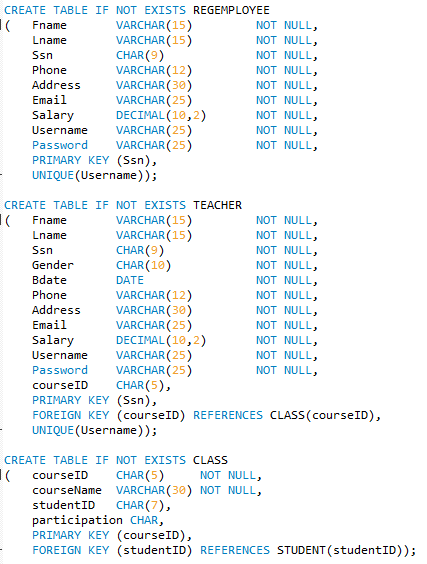 CREATE TABLE IF NOT EXISTS REGEMPLOYEE
( Fname VARCHAR(15) NOT NULL,
Lname VARCHAR(15) NOT NULL,
Ssn CHAR(9) NOT NULL,
Phone VARCHAR(12) NOT NULL,
Address VARCHAR(30) NOT NULL,
Email VARCHAR(25) NOT NULL,
Salary DECIMAL(10,2) NOT NULL,
Username VARCHAR(25) NOT NULL,
Password VARCHAR(25) NOT NULL,
PRIMARY KEY (Ssn),
UNIQUE(Username));
CREATE TABLE IF NOT EXISTS TEACHER
( Fname VARCHAR(15) NOT NULL,
Lname VARCHAR(15) NOT NULL,
Ssn CHAR(9) NOT NULL,
Gender CHAR(10) NOT NULL,
Bdate DATE NOT NULL,
Phone VARCHAR(12) NOT NULL,
Address VARCHAR(30) NOT NULL,
Email VARCHAR(25) NOT NULL,
Salary DECIMAL(10,2) NOT NULL,
Username VARCHAR(25) NOT NULL,
Password VARCHAR(25) NOT NULL,
courseID CHAR(5),
PRIMARY KEY (Ssn),
FOREIGN KEY (courseID) REFERENCES CLASS(courseID),
UNIQUE(Username));
CREATE TABLE IF NOT EXISTS CLASS
( courseID CHAR(5) NOT NULL,
courseName VARCHAR(30) NOT NULL,
studentID CHAR(7),
participation CHAR,
PRIMARY KEY (courseID),
FOREIGN KEY (studentID) REFERENCES STUDENT(studentID));